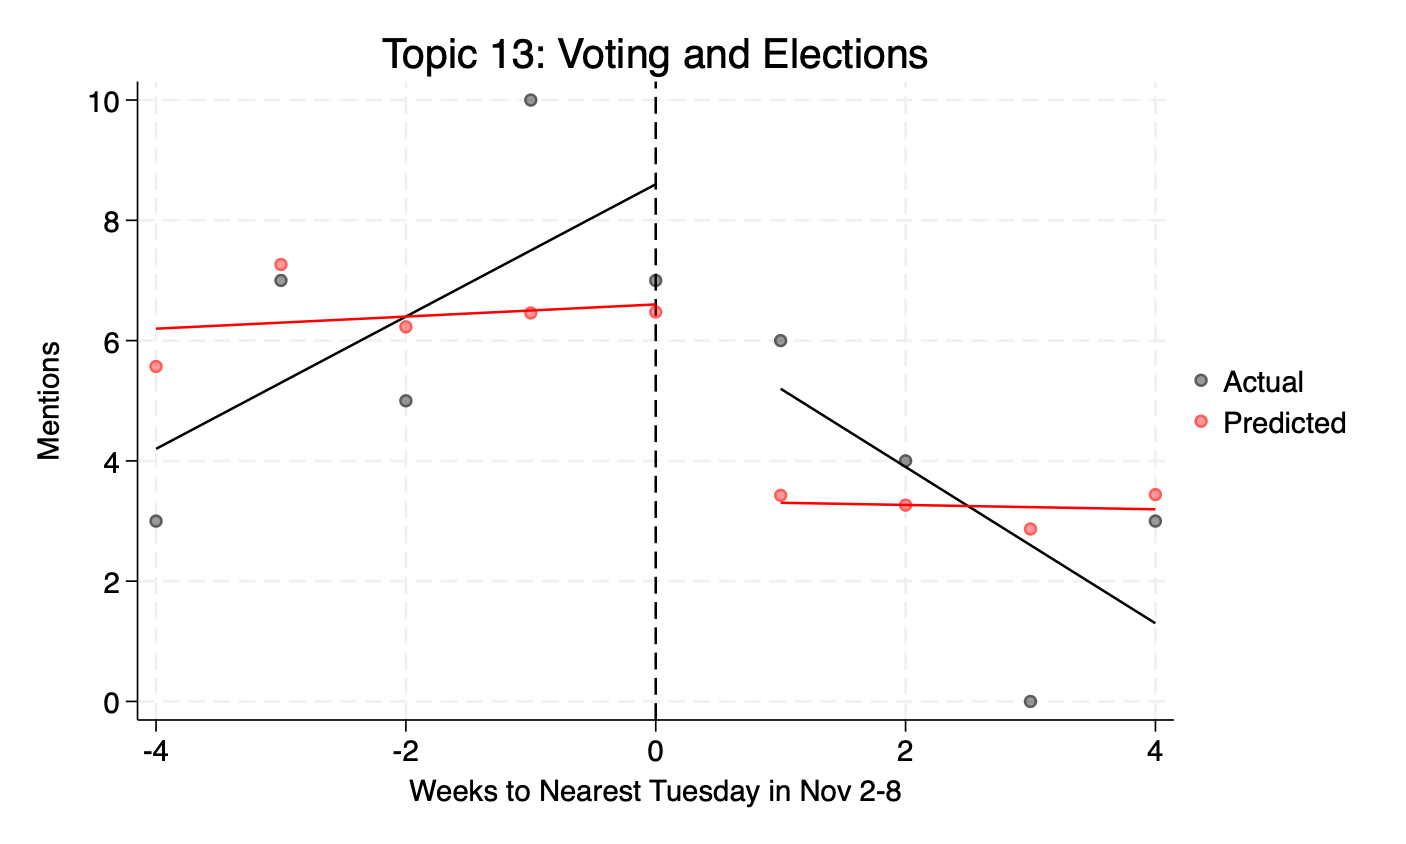 Topic 13: Voting and Elections
10
8
6
4
2
0
Mentions
-4
-2
0
2
4
Weeks to Nearest Tuesday in Nov 2-8
Actual
Predicted